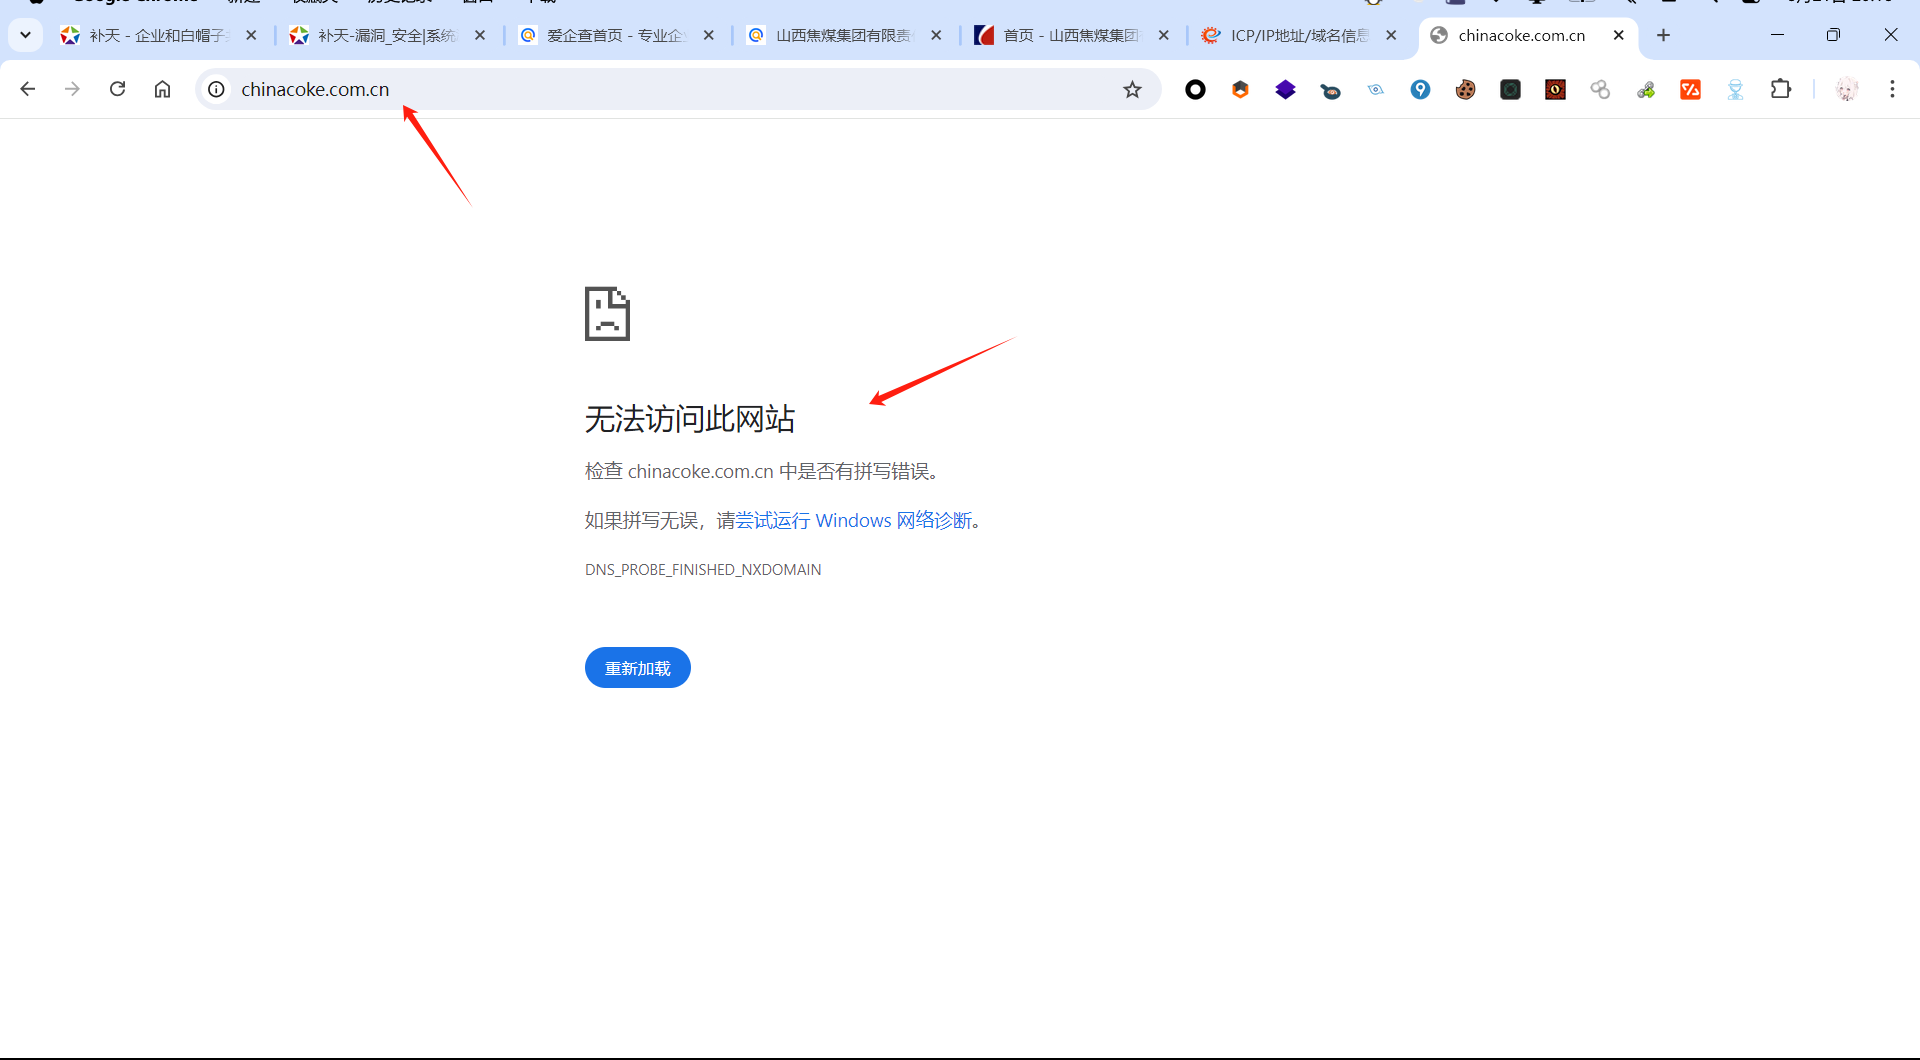 Google Chrome
补天 - 企业和白帽子
补天-漏洞_安全|系统
爱企查首页 - 专业企
山西焦煤集团有限责
首页 - 山西焦煤集团
ICP/IP地址/域名信息
chinacoke.com.cn
chinacoke.com.cn
无法访问此网站
检查 chinacoke.com.cn 中是否有拼写错误。
如果拼写无误，请尝试运行 Windows 网络诊断。
DNS_PROBE_FINISHED_NXDOMAIN
重新加载